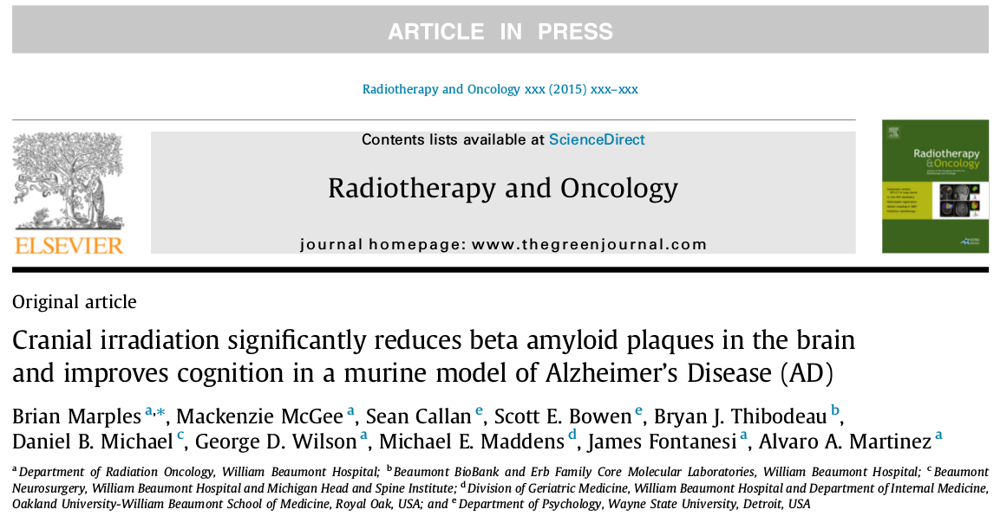 ARTICLE IN PRESS
Radiotherapy and Oncology xxx (2015) xxx–xxx
Contents lists available at ScienceDirect
Radiotherapy and Oncology
journal homepage: www.thegreenjournal.com
ELSEVIER
Radiotherapy
&Oncology
Original article
Cranial irradiation significantly reduces beta amyloid plaques in the brain
and improves cognition in a murine model of Alzheimer's Disease (AD)
Brian Marples a,*, Mackenzie McGee a, Sean Callan e, Scott E. Bowen e, Bryan J. Thibodeau b,
Daniel B. Michael c, George D. Wilson a, Michael E. Maddens d, James Fontanesi a, Alvaro A. Martinez a
a Department of Radiation Oncology, William Beaumont Hospital; b Beaumont BioBank and Erb Family Core Molecular Laboratories, William Beaumont Hospital; c Beaumont
Neurosurgery, William Beaumont Hospital and Michigan Head and Spine Institute; d Division of Geriatric Medicine, William Beaumont Hospital and Department of Internal Medicine,
Oakland University-William Beaumont School of Medicine, Royal Oak, USA; and e Department of Psychology, Wayne State University, Detroit, USA